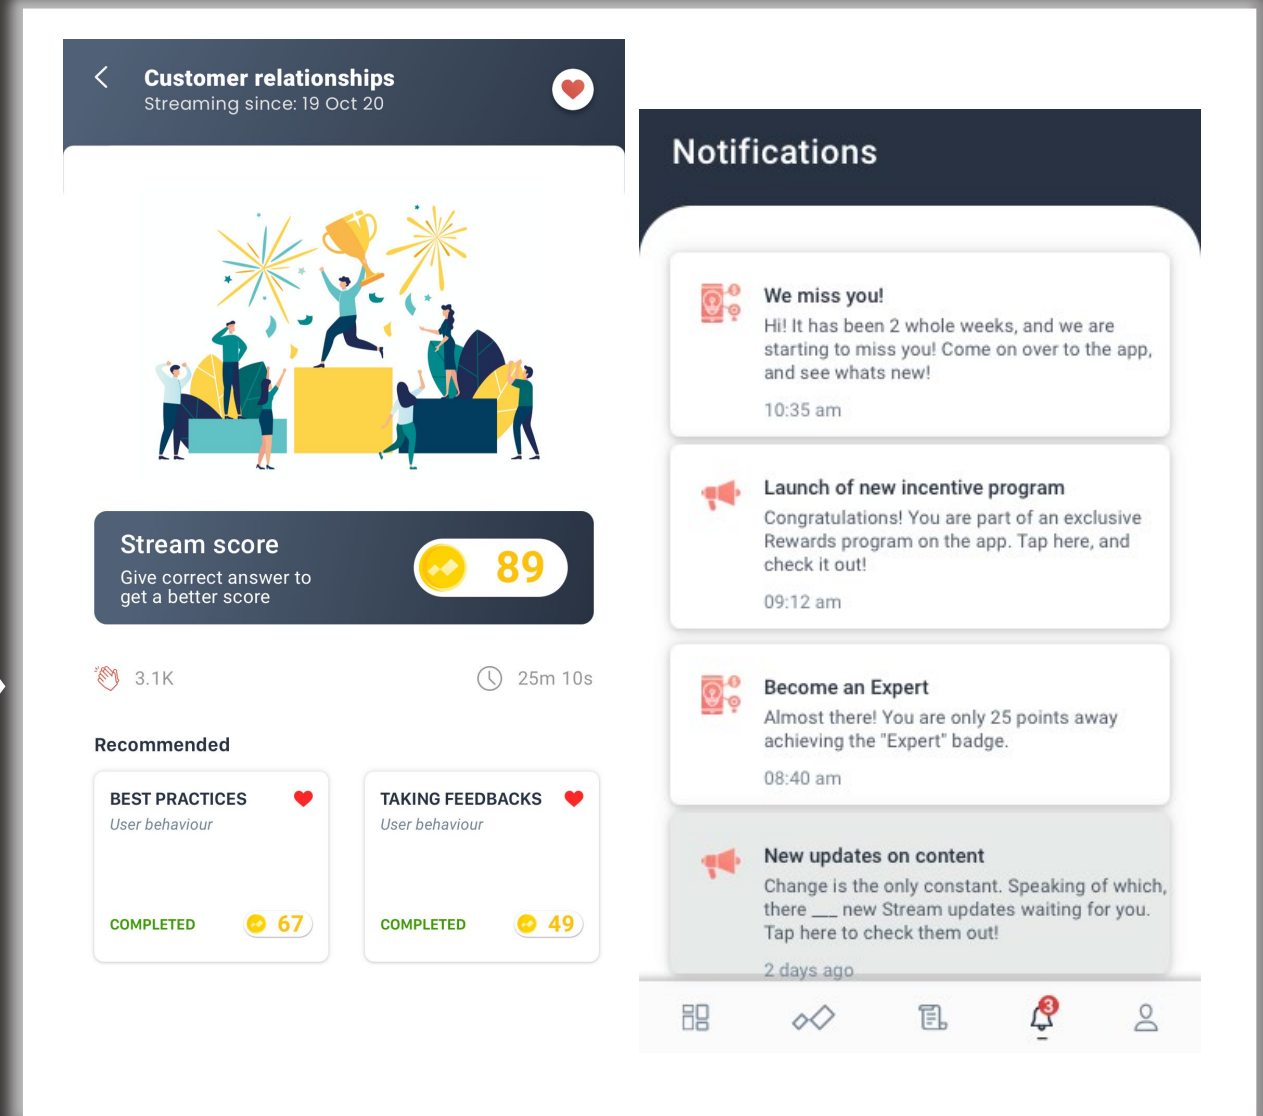 Customer relationships
Streaming since: 19 Oct 20
Stream score
Give correct answer to
get a better score
89
3.1K
25m 10s
Recommended
BEST PRACTICES
User behaviour
COMPLETED
67
TAKING FEEDBACKS
User behaviour
COMPLETED
49
Notifications
We miss you!
Hi! It has been 2 whole weeks, and we are
starting to miss you! Come on over to the app,
and see whats new!
10:35 am
Launch of new incentive program
Congratulations! You are part of an exclusive
Rewards program on the app. Tap here, and
check it out!
09:12 am
Become an Expert
Almost there! You are only 25 points away
achieving the "Expert" badge.
08:40 am
New updates on content
Change is the only constant. Speaking of which,
there ___ new Stream updates waiting for you.
Tap here to check them out!
2 days ago
3